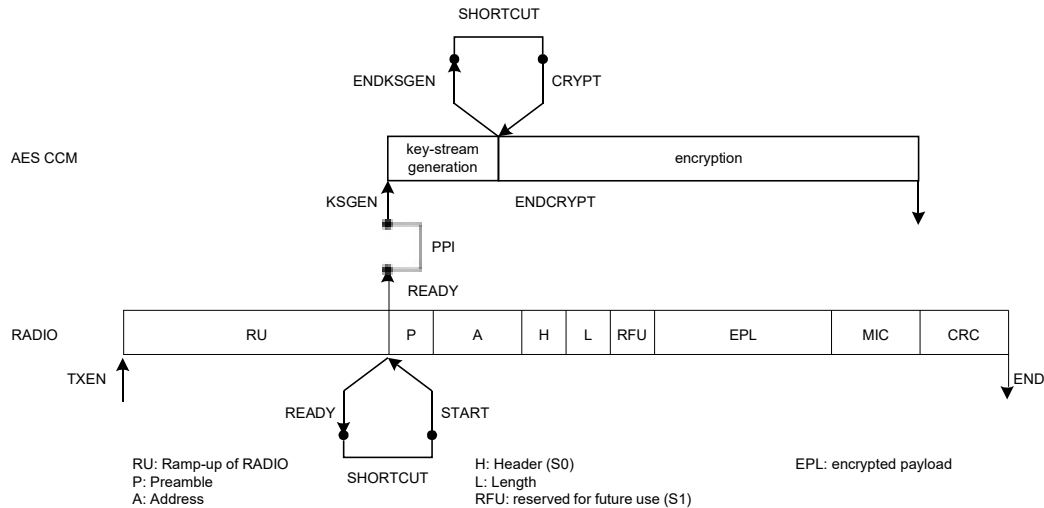 SHORTCUT
ENDKSGEN
CRYPT
AES CCM
key-stream
generation
encryption
KSGEN
ENDCRYPT
PPI
READY
RADIO
RU
P
A
H
L
RFU
EPL
MIC
CRC
TXEN
END
READY
START
SHORTCUT
RU: Ramp-up of RADIO
P: Preamble
A: Address
H: Header (S0)
L: Length
RFU: reserved for future use (S1)
EPL: encrypted payload